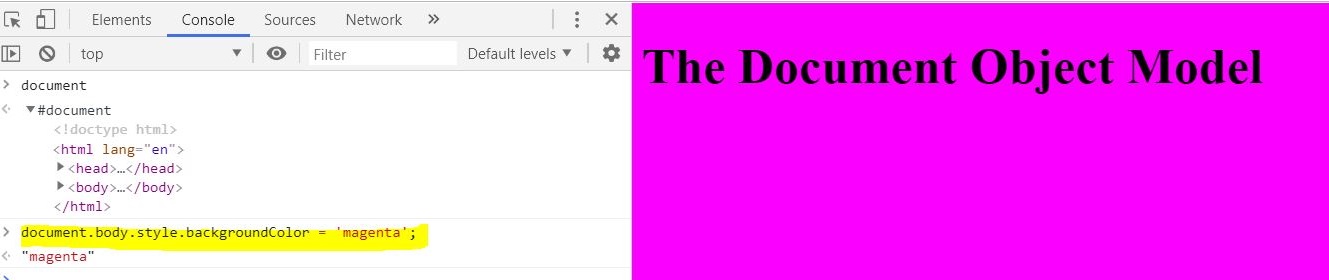 Elements Console Sources Network »
top Filter Default levels
document
#document
<!doctype html>
<html lang="en">
<head>…</head>
<body>…</body>
</html>
document.body.style.backgroundColor = 'magenta';
"magenta"
The Document Object Model